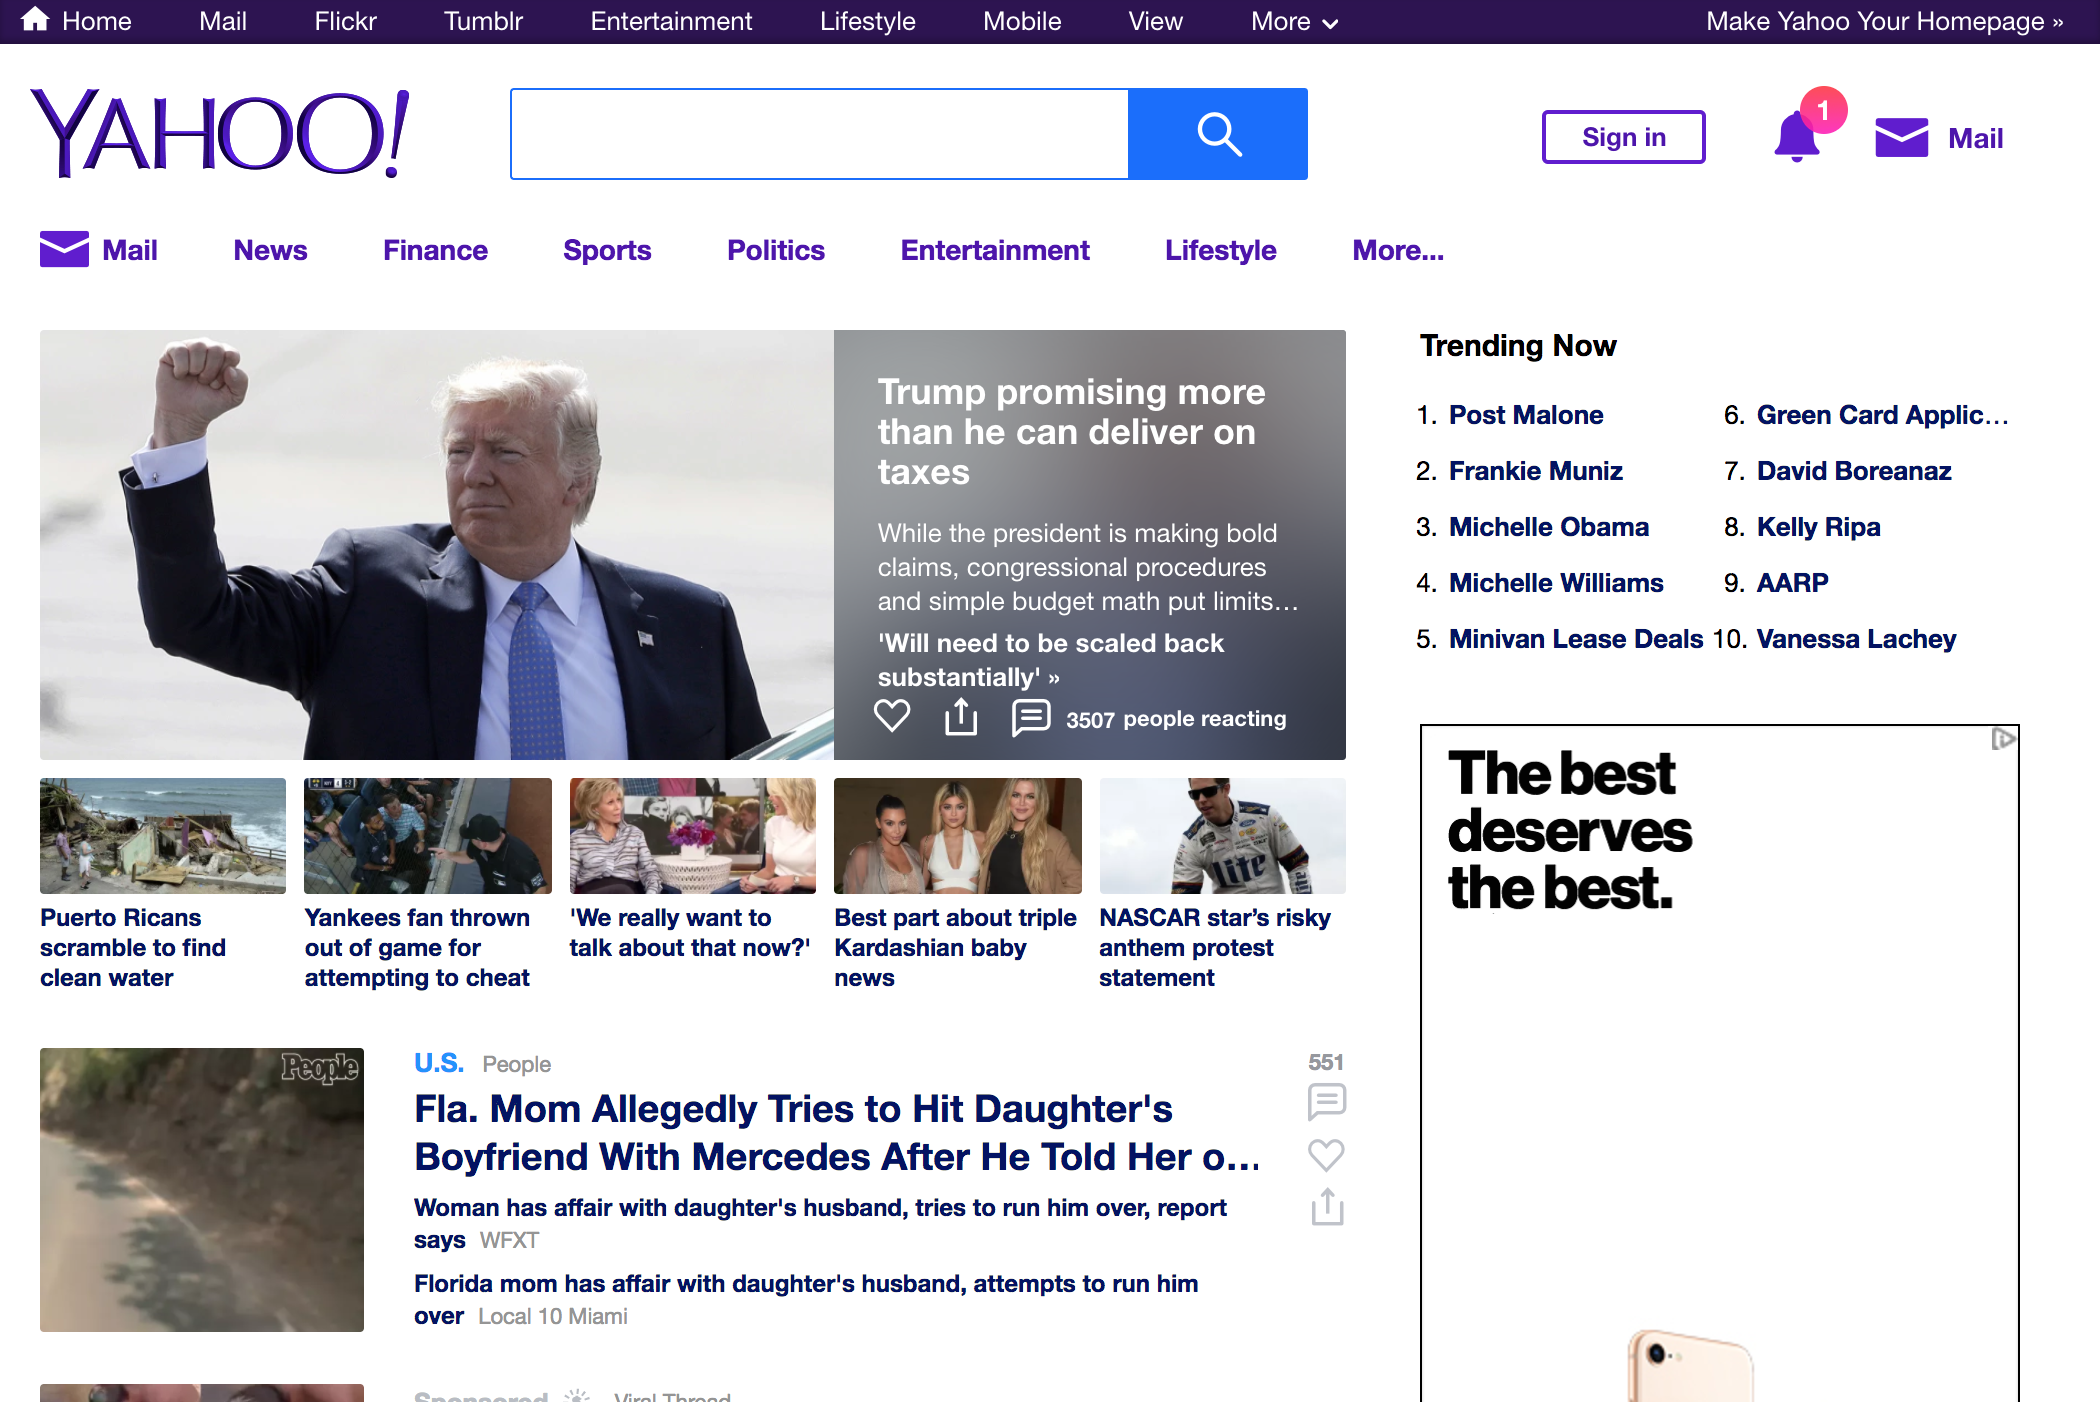 Home Mail Flickr Tumblr Entertainment Lifestyle Mobile View More Make Yahoo Your Homepage »
YAHOO!
Sign in
1
Mail
Mail News Finance Sports Politics Entertainment Lifestyle More...
Trump promising more
than he can deliver on
taxes
While the president is making bold
claims, congressional procedures
and simple budget math put limits…
'Will need to be scaled back
substantially' »
3507 people reacting
Puerto Ricans
scramble to find
clean water
Yankees fan thrown
out of game for
attempting to cheat
'We really want to
talk about that now?'
Best part about triple
Kardashian baby
news
Lite
NASCAR star’s risky
anthem protest
statement
People
U.S. People
Fla. Mom Allegedly Tries to Hit Daughter's
Boyfriend With Mercedes After He Told Her o...
551
Woman has affair with daughter's husband, tries to run him over, report
says WFXT
Florida mom has affair with daughter's husband, attempts to run him
over Local 10 Miami
Sponsored Viral Thread
Trending Now
1. Post Malone
2. Frankie Muniz
3. Michelle Obama
4. Michelle Williams
5. Minivan Lease Deals
6. Green Card Applic…
7. David Boreanaz
8. Kelly Ripa
9. AARP
10. Vanessa Lachey
The best
deserves
the best.